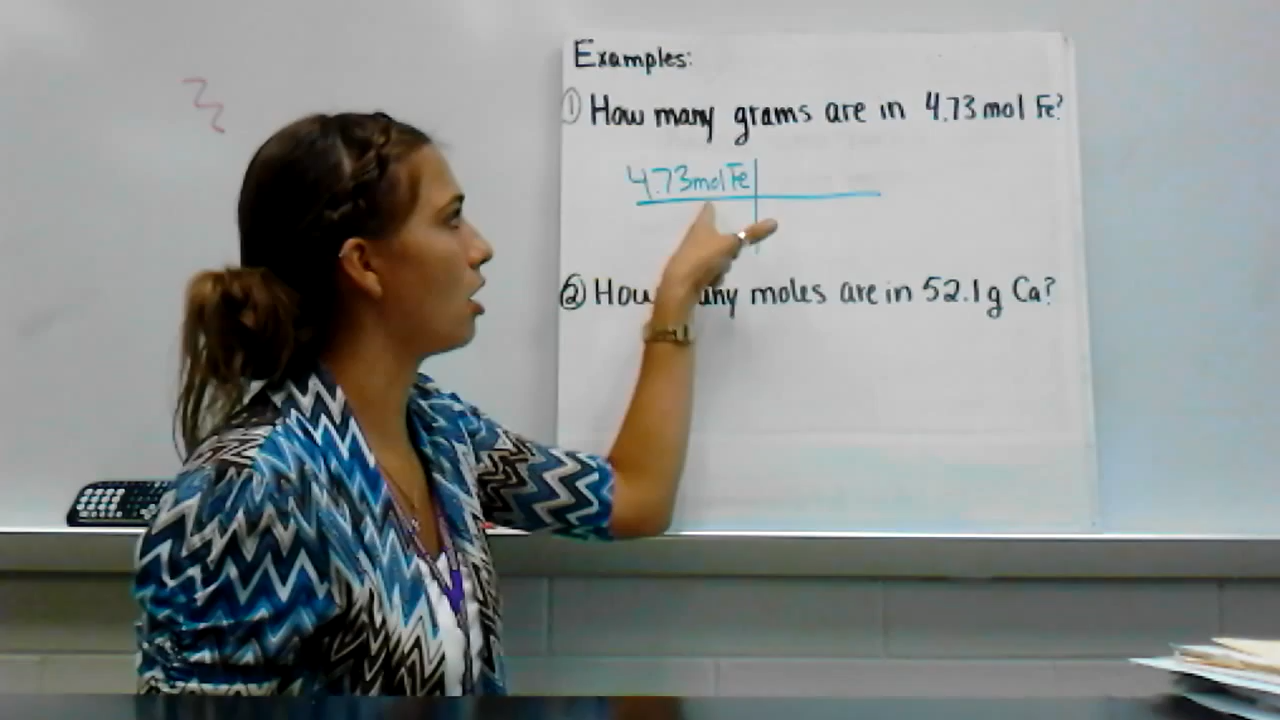 Examples:
① How many grams are in 4.73 mol Fe?
4.73 mol Fe
② How many moles are in 52.1g Ca?